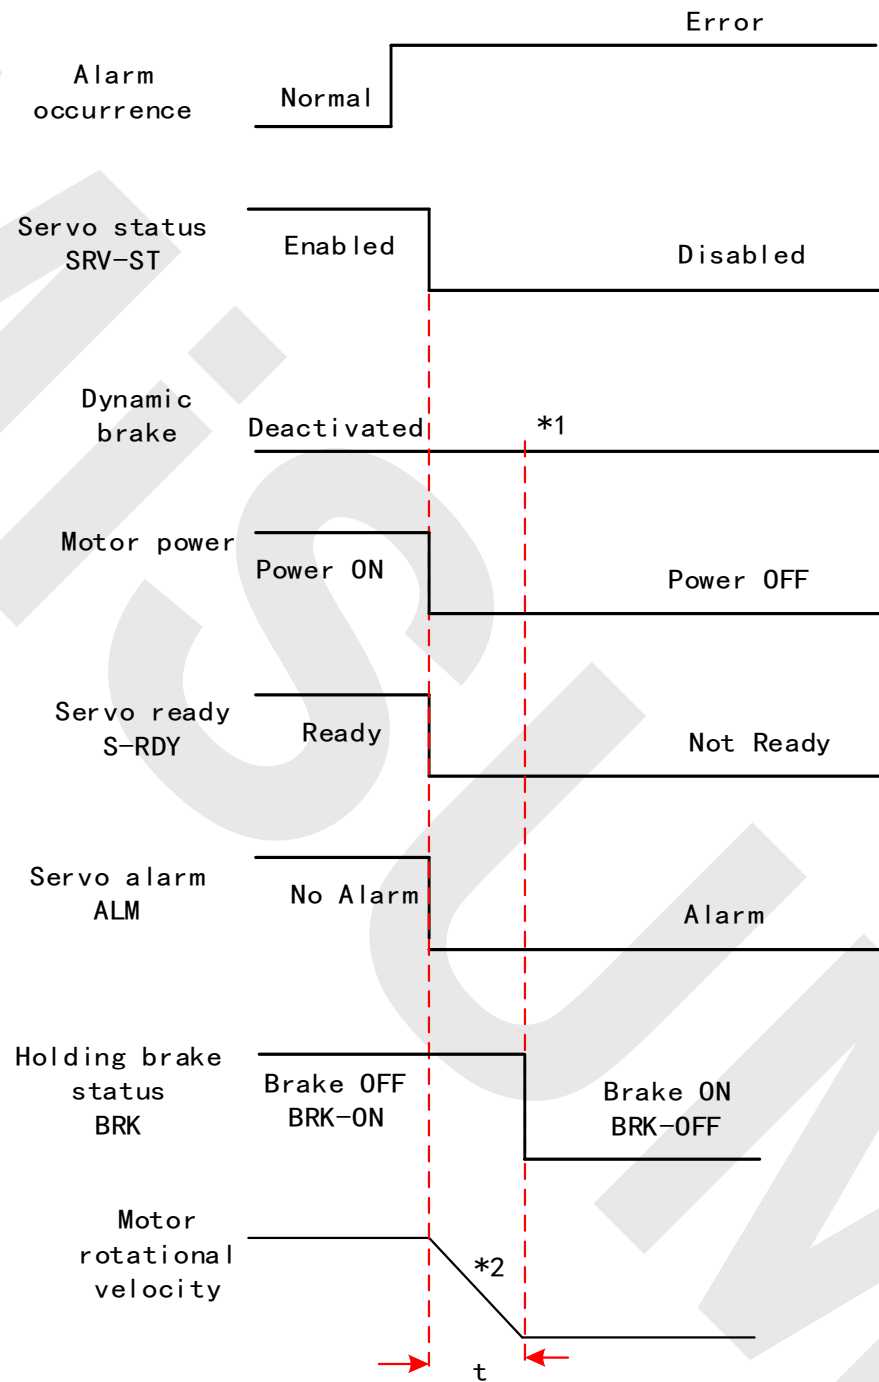 Error
Alarm
occurrence
Normal
Servo status
SRV-ST
Enabled
Disabled
Dynamic
brake
Deactivated
*1
Motor power
Power ON
Power OFF
Servo ready
S-RDY
Ready
Not Ready
Servo alarm
ALM
No Alarm
Alarm
Holding brake
status
BRK
Brake OFF
BRK-ON
Brake ON
BRK-OFF
Motor
rotational
velocity
*2
t
MiSUM